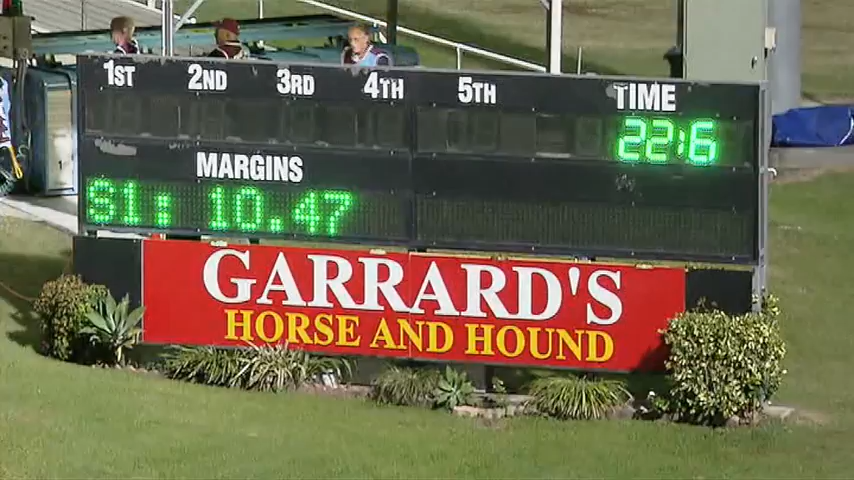 1ST 2ND 3RD 4TH 5TH TIME
22:6
MARGINS
S1: 10.47
GARRARD'S
HORSE AND HOUND